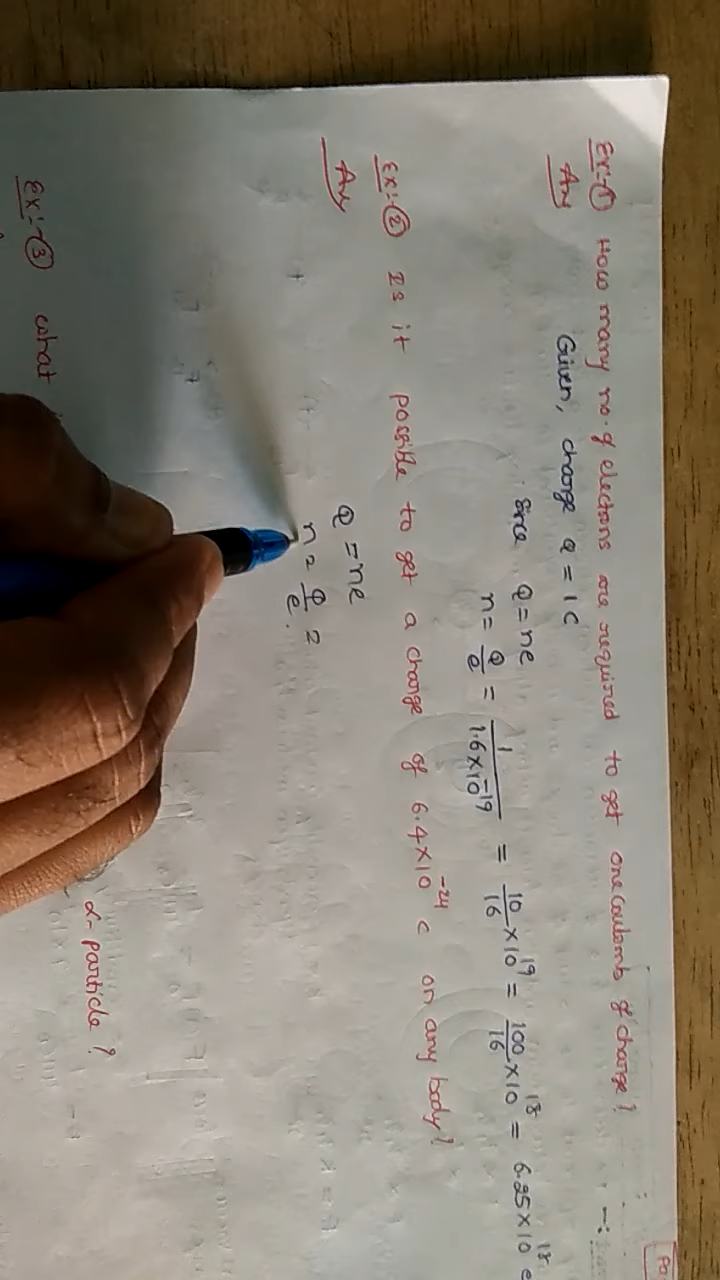 Ex:-① How many no. of electons are required to get one coulomb of charge?
Ans Given, charge Q = 1 C
Since Q = ne
n = Q/e = 1/1.6×10⁻¹⁹ = 10/16 × 10¹⁹ = 100/16 × 10¹⁸ = 6.25×10¹⁸ e
Ex:-② Is it possible to get a charge of 6.4×10⁻²⁴ C on any body?
Ans
Q = ne
n = Q/e =
Ex:-③ what
α-particle?